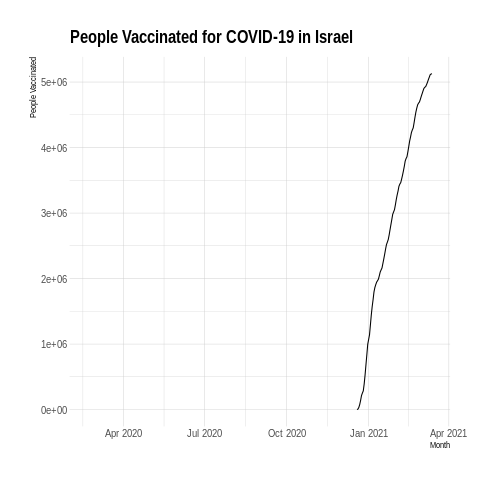 People Vaccinated for COVID-19 in Israel
People Vaccinated
5e+06
4e+06
3e+06
2e+06
1e+06
0e+00
Apr 2020 Jul 2020 Oct 2020 Jan 2021 Apr 2021
Month